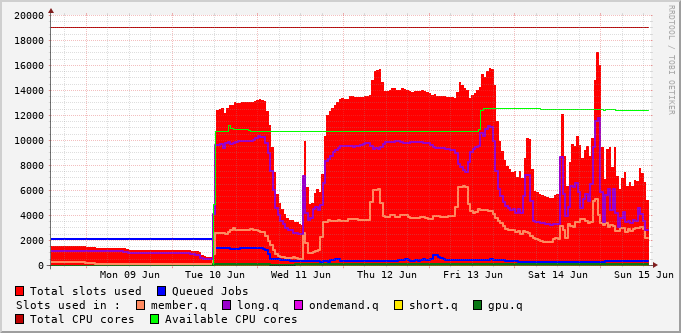 20000
18000
16000
14000
12000
10000
8000
6000
4000
2000
0
Mon 09 Jun Tue 10 Jun Wed 11 Jun Thu 12 Jun Fri 13 Jun Sat 14 Jun Sun 15 Jun
Total slots used Queued Jobs
Slots used in : member.q long.q ondemand.q short.q gpu.q
Total CPU cores Available CPU cores
RRDTOOL / TOBI OETIKER